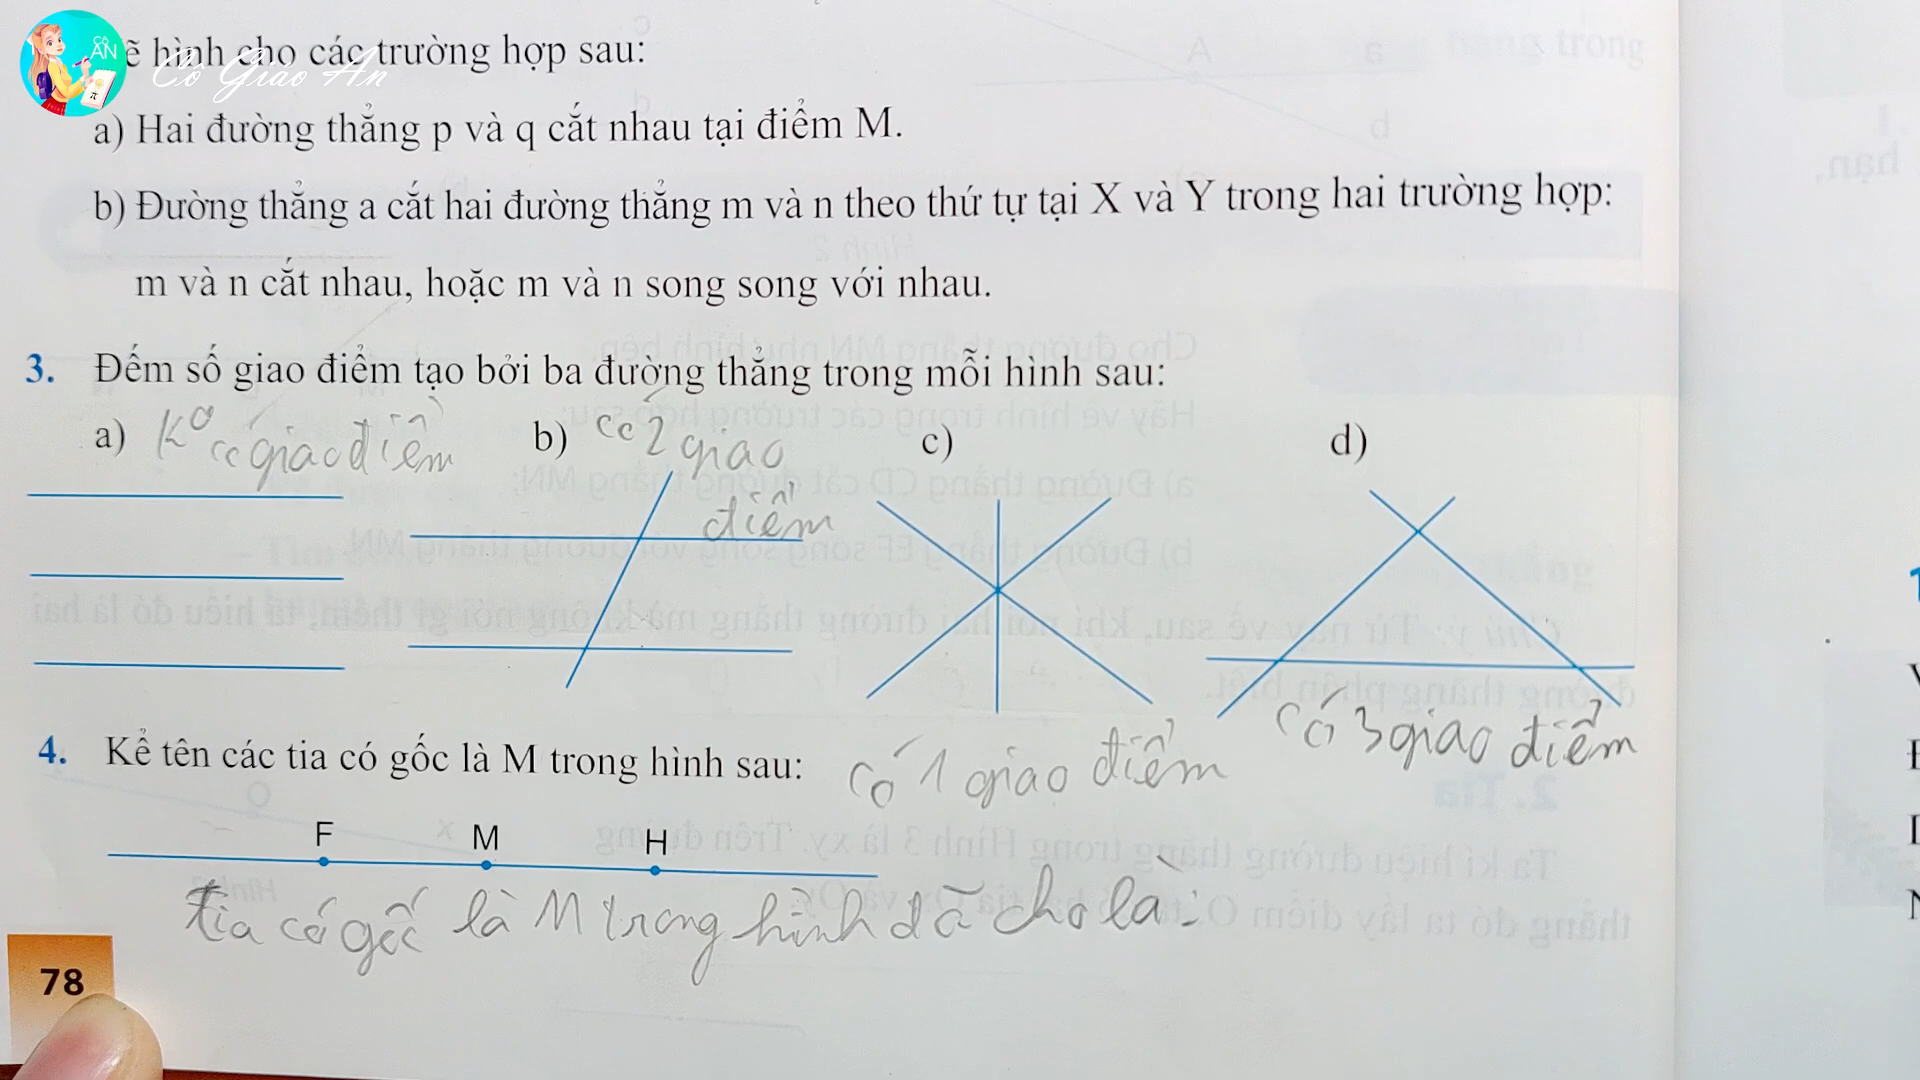 CÔ
ÂN
Cô Giáo Ân
ẽ hình cho các trường hợp sau:
a) Hai đường thẳng p và q cắt nhau tại điểm M.
b) Đường thẳng a cắt hai đường thẳng m và n theo thứ tự tại X và Y trong hai trường hợp:
m và n cắt nhau, hoặc m và n song song với nhau.
3. Đếm số giao điểm tạo bởi ba đường thẳng trong mỗi hình sau:
a) K⁰ có giao điểm
b) có 2 giao
điểm
c)
d)
có 3 giao điểm
có 1 giao điểm
4. Kể tên các tia có gốc là M trong hình sau:
F M H
tia có gốc là M trong hình đã cho là:
78